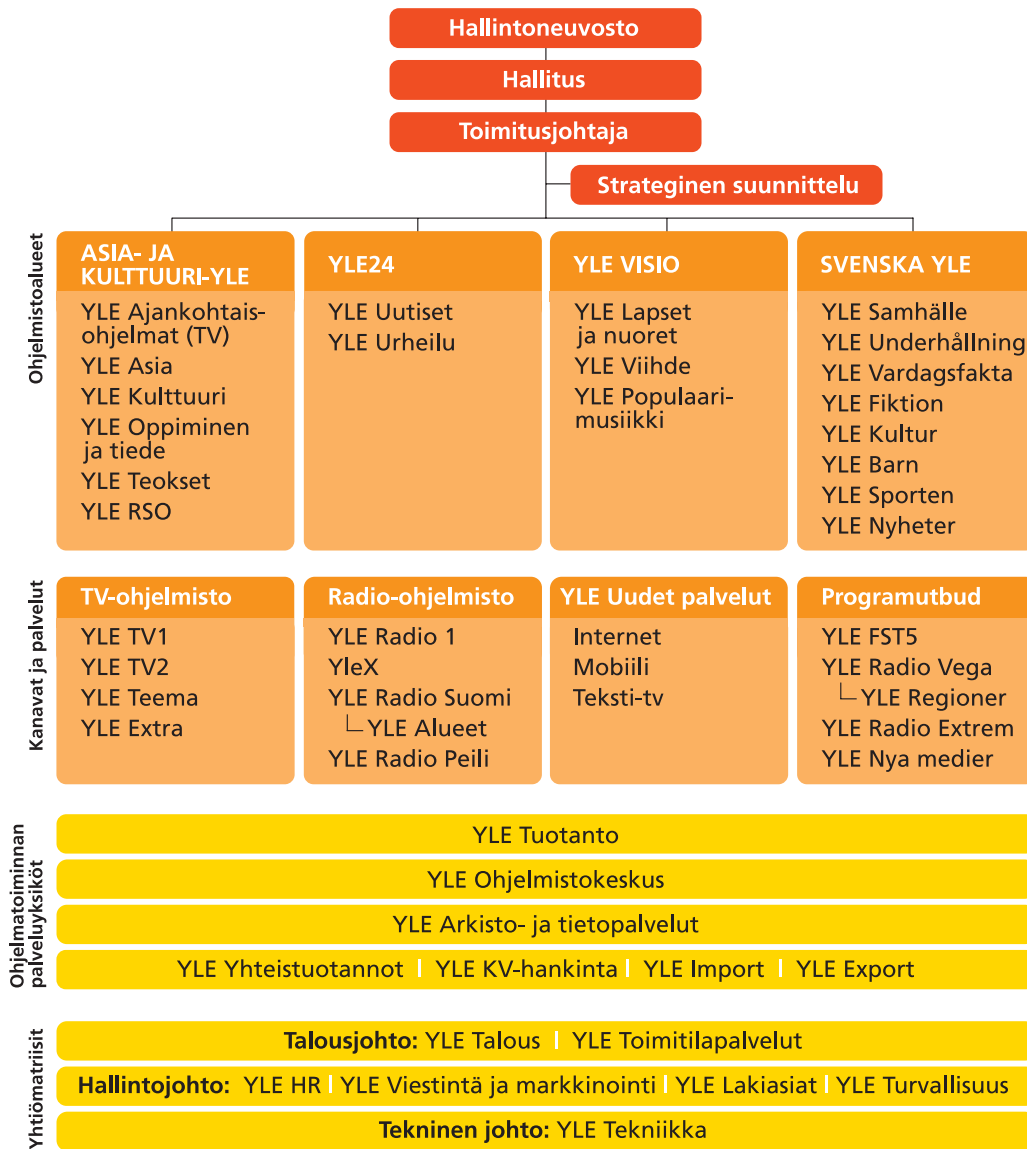 Hallintoneuvosto
Hallitus
Toimitusjohtaja
Strateginen suunnittelu
Ohjelmistoalueet
ASIA- JA
KULTTUURI-YLE
YLE Ajankohtais-
ohjelmat (TV)
YLE Asia
YLE Kulttuuri
YLE Oppiminen
ja tiede
YLE Teokset
YLE RSO
YLE24
YLE Uutiset
YLE Urheilu
YLE VISIO
YLE Lapset
ja nuoret
YLE Viihde
YLE Populaari-
musiikki
SVENSKA YLE
YLE Samhälle
YLE Underhållning
YLE Vardagsfakta
YLE Fiktion
YLE Kultur
YLE Barn
YLE Sporten
YLE Nyheter
Kanavat ja palvelut
TV-ohjelmisto
YLE TV1
YLE TV2
YLE Teema
YLE Extra
Radio-ohjelmisto
YLE Radio 1
YleX
YLE Radio Suomi
YLE Alueet
YLE Radio Peili
YLE Uudet palvelut
Internet
Mobiili
Teksti-tv
Programutbud
YLE FST5
YLE Radio Vega
YLE Regioner
YLE Radio Extrem
YLE Nya medier
Ohjelmatoiminnan
palveluyksiköt
YLE Tuotanto
YLE Ohjelmistokeskus
YLE Arkisto- ja tietopalvelut
YLE Yhteistuotannot | YLE KV-hankinta | YLE Import | YLE Export
Yhtiömatriisit
Talousjohto: YLE Talous | YLE Toimitilapalvelut
Hallintojohto: YLE HR | YLE Viestintä ja markkinointi | YLE Lakiasiat | YLE Turvallisuus
Tekninen johto: YLE Tekniikka